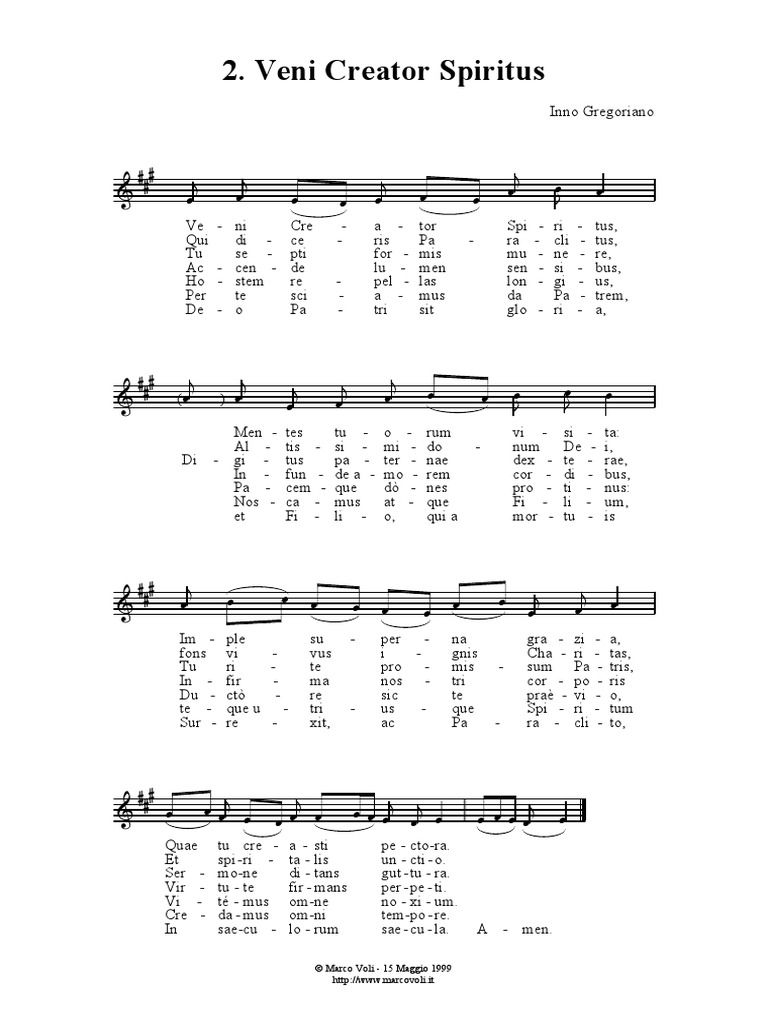 2. Veni Creator Spiritus
Inno Gregoriano
Ve - ni Cre - a - tor Spi - ri - tus,
Qui di - ce - ris Pa - ra - cli - tus,
Tu se - pti for - mis mu - ne - re,
Ac - cen - de lu - men sen - si - bus,
Ho - stem re - pel - las lon - gi - us,
Per te sci - a - mus da Pa - trem,
De - o Pa - tri sit glo - ri - a,
Men - tes tu - o - rum vi - si - ta:
Al - tis - si - mi - do - num De - i,
Di - gi - tus pa - ter - nae dex - te - rae,
In - fun - de a - mo - rem cor - di - bus,
Pa - cem - que dò - nes pro - ti - nus:
Nos - ca - mus at - que Fi - li - um,
et Fi - li - o, qui a mor - tu - is
Im - ple su - per - na gra - zi - a,
fons vi - vus i - gnis Cha - ri - tas,
Tu ri - te pro - mis - sum Pa - tris,
In - fir - ma nos - tri cor - po - ris
Du - ctò - re sic te praè - vi - o,
te - que u - tri - us - que Spi - ri - tum
Sur - re - xit, ac Pa - ra - cli - to,
Quae tu cre - a - sti pe - cto - ra.
Et spi - ri - ta - lis un - cti - o.
Ser - mo - ne di - tans gut - tu - ra.
Vir - tu - te fir - mans per - pe - ti.
Vi - té - mus om - ne no - xi - um.
Cre - da - mus om - ni tem - po - re.
In sae - cu - lo - rum sae - cu - la. A - men.
© Marco Voli - 15 Maggio 1999
http://www.marcovoli.it